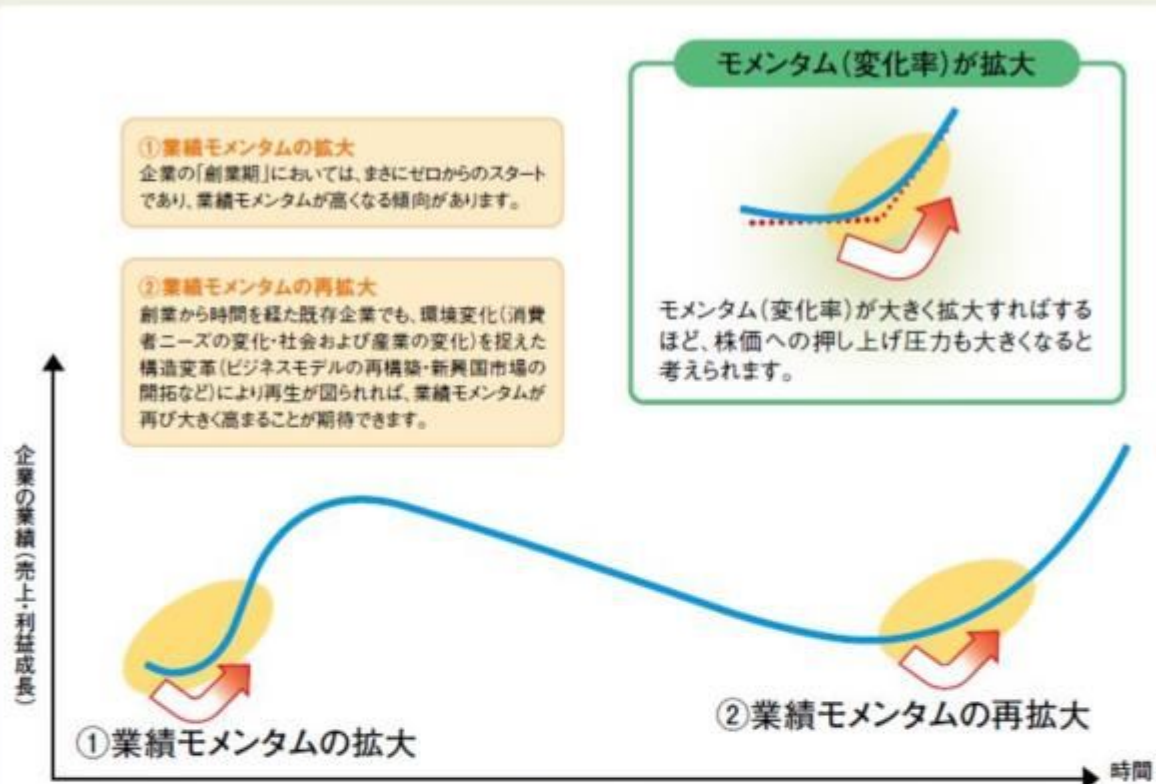 モメンタム(変化率)が拡大
①業績モメンタムの拡大
企業の「創業期」においては、まさにゼロからのスタート
であり、業績モメンタムが高くなる傾向があります。
②業績モメンタムの再拡大
創業から時間を経た既存企業でも、環境変化(消費
者ニーズの変化・社会および産業の変化)を捉えた
構造変革(ビジネスモデルの再構築・新興国市場の
開拓など)により再生が図られれば、業績モメンタムが
再び大きく高まることが期待できます。
モメンタム(変化率)が大きく拡大すればする
ほど、株価への押し上げ圧力も大きくなると
考えられます。
企業の業績(売上・利益成長)
①業績モメンタムの拡大
②業績モメンタムの再拡大
時間